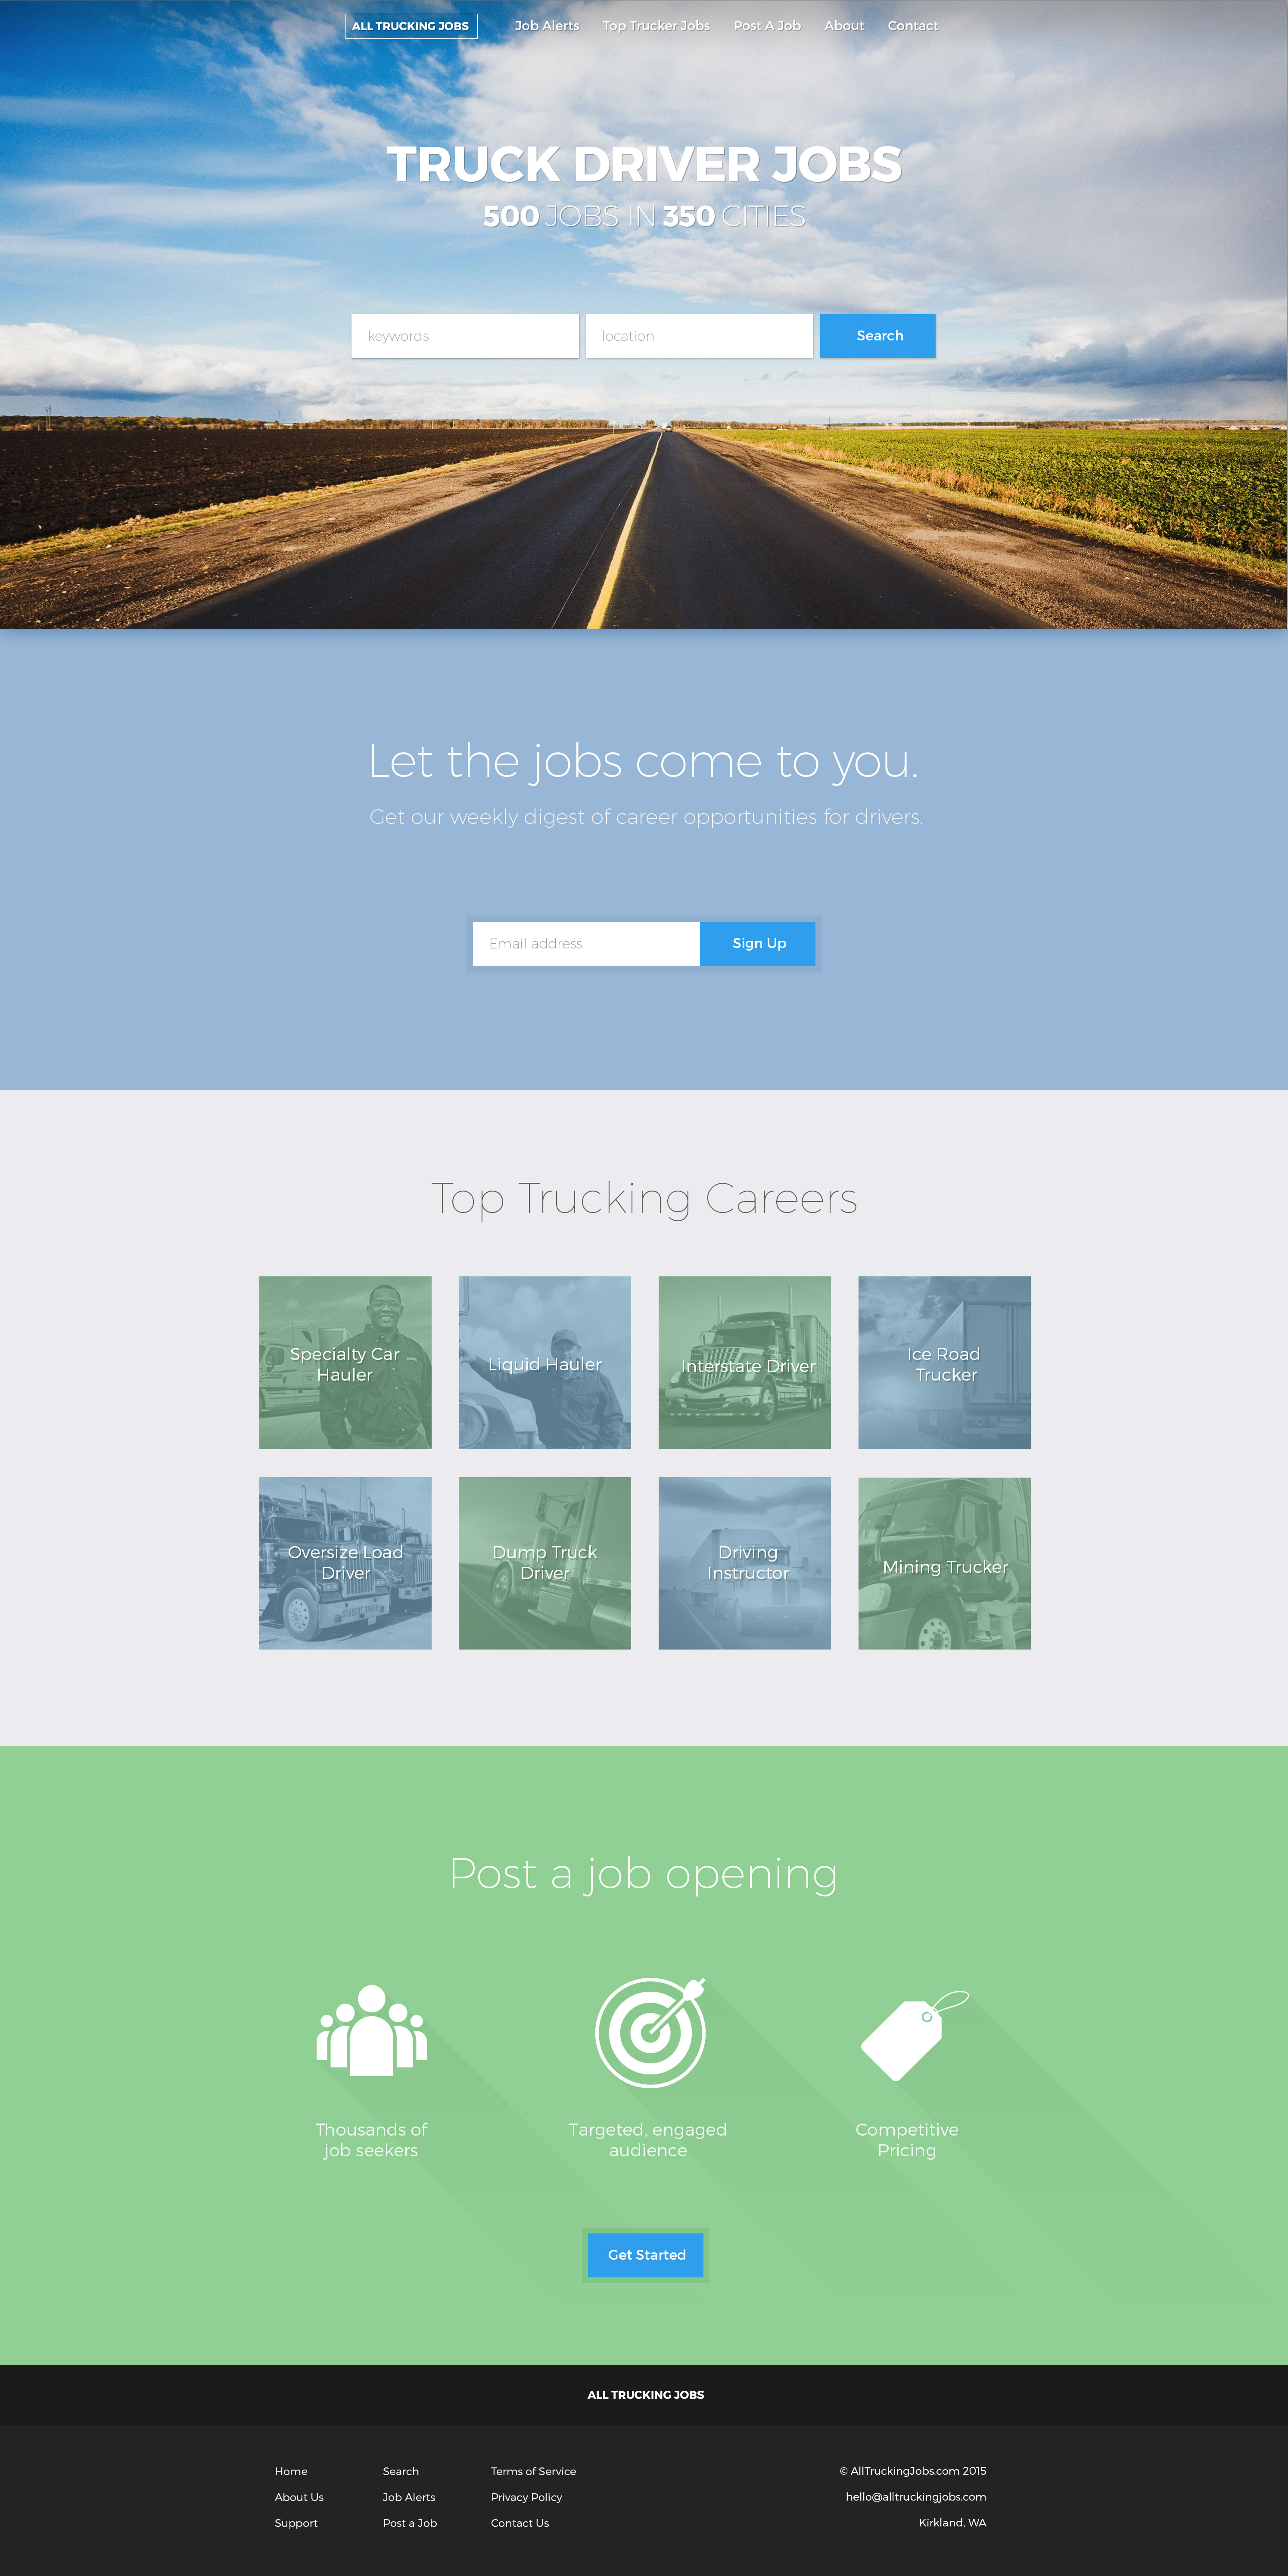 ALL TRUCKING JOBS
Job Alerts
Top Trucker Jobs
Post A Job
About
Contact
TRUCK DRIVER JOBS
500 JOBS IN 350 CITIES
keywords
location
Search
Let the jobs come to you.
Get our weekly digest of career opportunities for drivers.
Email address
Sign Up
Top Trucking Careers
Specialty Car
Hauler
Liquid Hauler
Interstate Driver
Ice Road
Trucker
Oversize Load
Driver
STUDENT DRIVER
Dump Truck
Driver
Driving
Instructor
Mining Trucker
Post a job opening
Thousands of
job seekers
Targeted, engaged
audience
Competitive
Pricing
Get Started
ALL TRUCKING JOBS
Home
About Us
Support
Search
Job Alerts
Post a Job
Terms of Service
Privacy Policy
Contact Us
© AllTruckingJobs.com 2015
hello@alltruckingjobs.com
Kirkland, WA